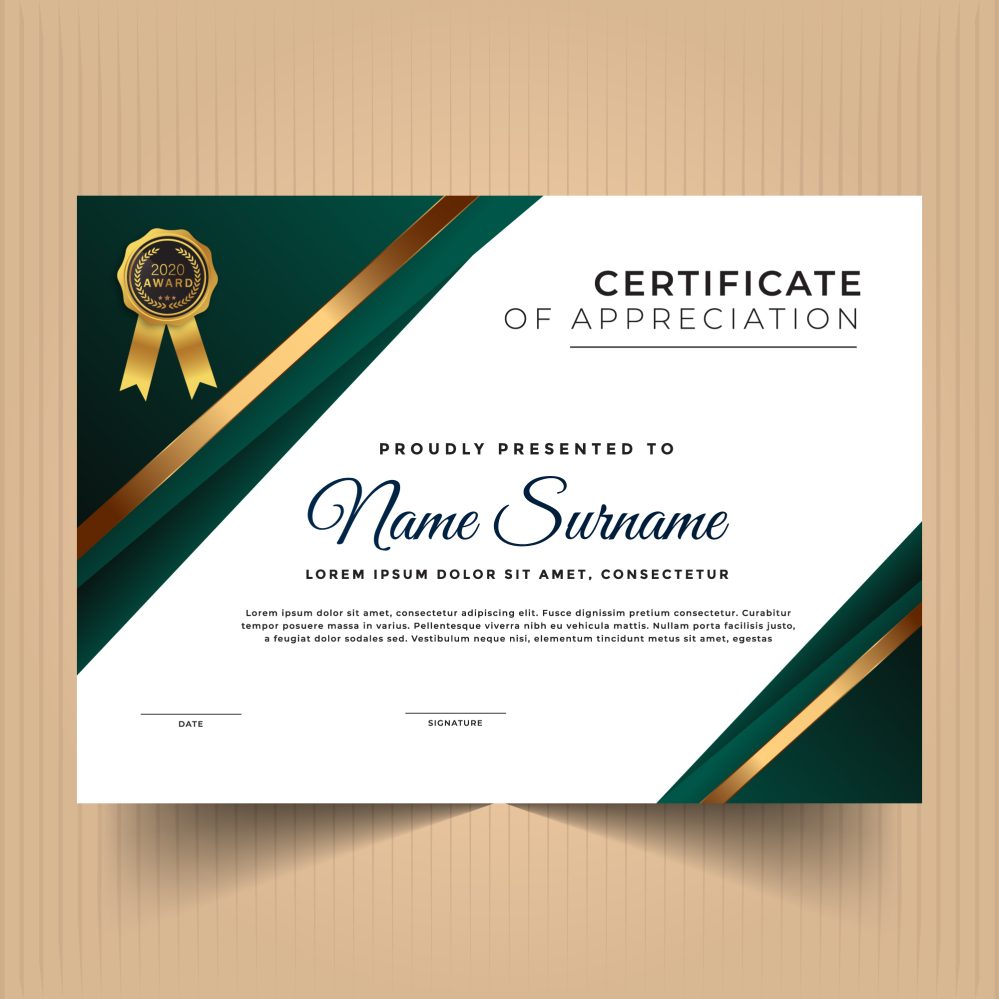 2020
AWARD
CERTIFICATE
OF APPRECIATION
PROUDLY PRESENTED TO
Name Surname
LOREM IPSUM DOLOR SIT AMET, CONSECTETUR
Lorem ipsum dolor sit amet, consectetur adipiscing elit. Fusce dignissim pretium consectetur. Curabitur
tempor posuere massa in varius. Pellentesque viverra nibh eu vehicula mattis. Nullam porta facilisis justo,
a feugiat dolor sodales sed. Vestibulum neque nisi, elementum tincidunt metus sit amet, egestas
DATE
SIGNATURE